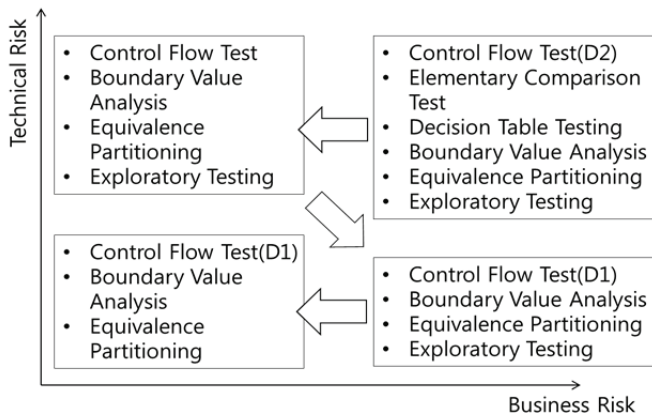 Technical Risk
• Control Flow Test
• Boundary Value
Analysis
• Equivalence
Partitioning
• Exploratory Testing
• Control Flow Test(D2)
• Elementary Comparison
Test
• Decision Table Testing
• Boundary Value Analysis
• Equivalence Partitioning
• Exploratory Testing
• Control Flow Test(D1)
• Boundary Value
Analysis
• Equivalence
Partitioning
• Control Flow Test(D1)
• Boundary Value Analysis
• Equivalence Partitioning
• Exploratory Testing
Business Risk